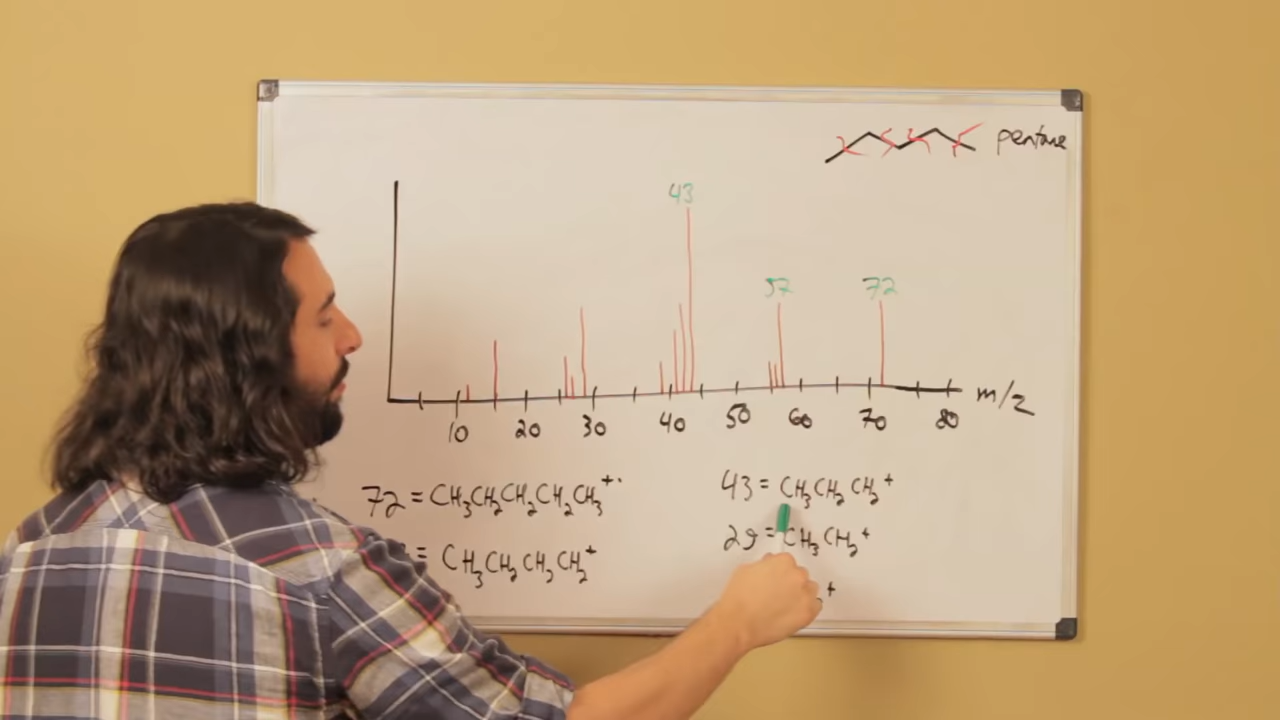 pentane
43
57
72
10 20 30 40 50 60 70 80 m/z
72 = CH₃CH₂CH₂CH₂CH₃⁺·
= CH₃CH₂CH₂CH₂⁺
43 = CH₃CH₂CH₂⁺
29 = CH₃CH₂⁺
+